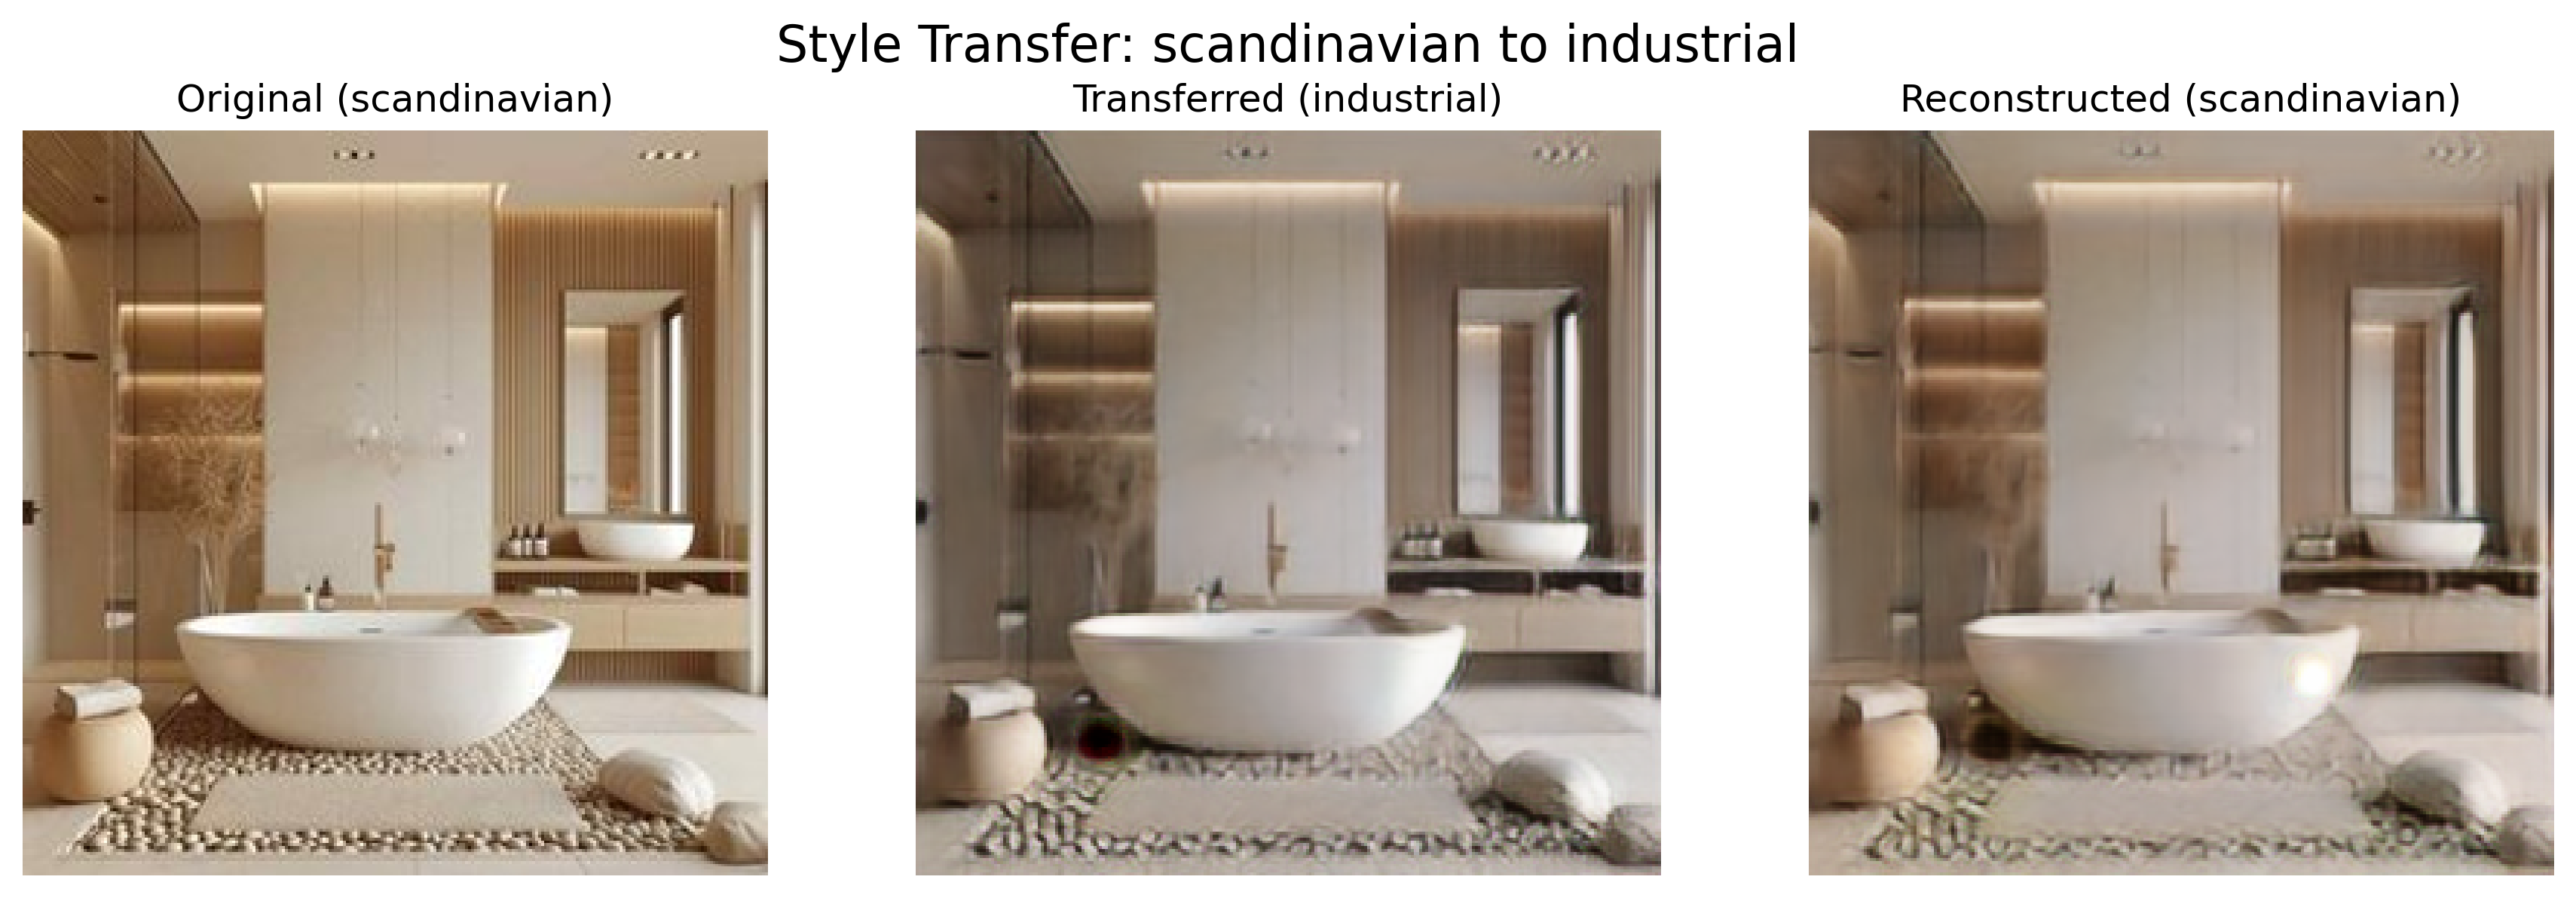 Style Transfer: scandinavian to industrial
Original (scandinavian)
Transferred (industrial)
Reconstructed (scandinavian)